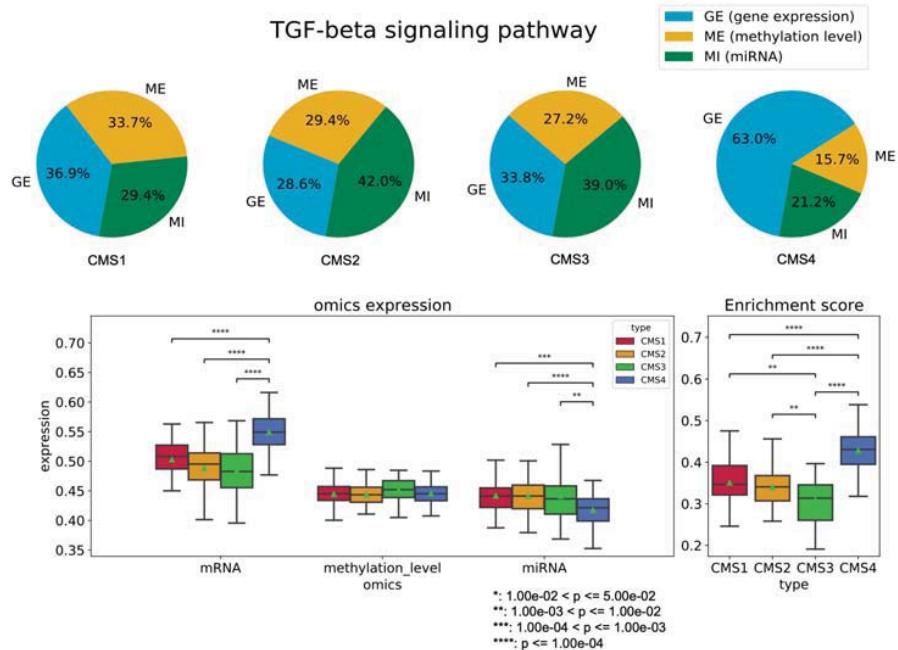 TGF-beta signaling pathway
GE (gene expression)
ME (methylation level)
MI (miRNA)
ME
33.7%
GE
36.9%
29.4%
MI
CMS1
ME
29.4%
GE
28.6%
42.0%
MI
CMS2
ME
27.2%
GE
33.8%
39.0%
MI
CMS3
GE
63.0%
15.7%
ME
21.2%
MI
CMS4
omics expression
expression
0.70
0.65
0.60
0.55
0.50
0.45
0.40
0.35
****
****
****
***
****
**
type
CMS1
CMS2
CMS3
CMS4
mRNA
methylation_level
miRNA
omics
Enrichment score
0.7
0.6
0.5
0.4
0.3
0.2
****
****
**
****
**
CMS1 CMS2 CMS3 CMS4
type
*: 1.00e-02 < p <= 5.00e-02
**: 1.00e-03 < p <= 1.00e-02
***: 1.00e-04 < p <= 1.00e-03
****: p <= 1.00e-04